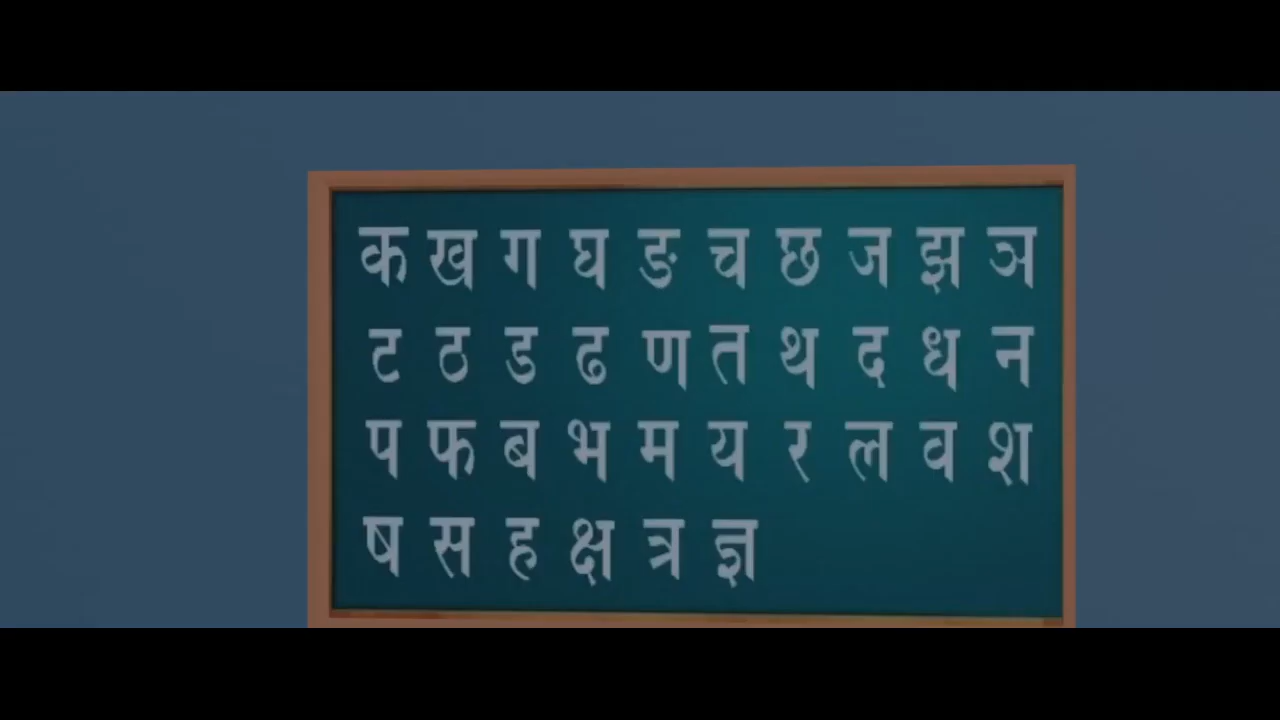 क ख ग घ ङ च छ ज झ ञ
ट ठ ड ढ ण त थ द ध न
प फ ब भ म य र ल व श
ष स ह क्ष त्र ज्ञ